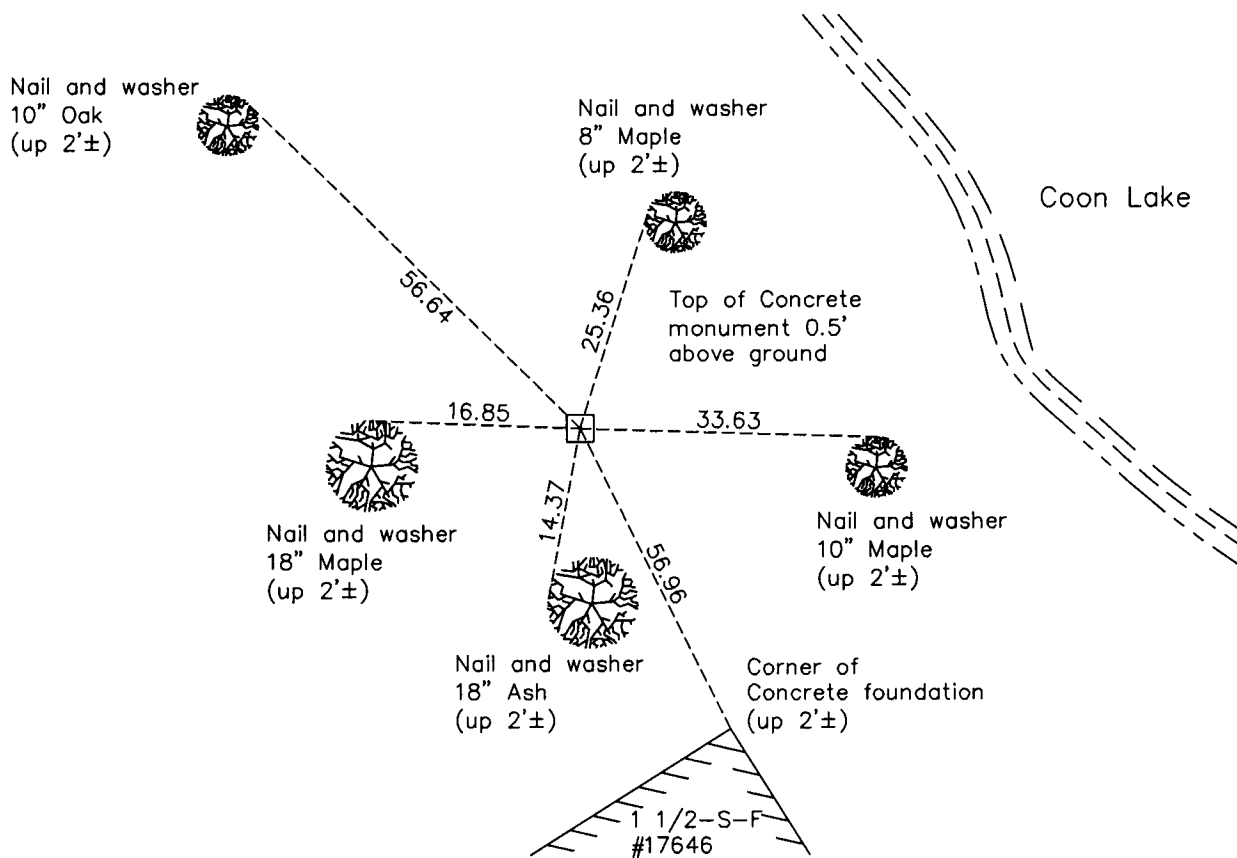 Nail and washer
10" Oak
(up 2'±)
Nail and washer
8" Maple
(up 2'±)
Coon Lake
56.64
25.36
Top of Concrete
monument 0.5'
above ground
16.85
33.63
Nail and washer
18" Maple
(up 2'±)
14.37
56.96
Nail and washer
10" Maple
(up 2'±)
Nail and washer
18" Ash
(up 2'±)
Corner of
Concrete foundation
(up 2'±)
1 1/2-S-F
#17646